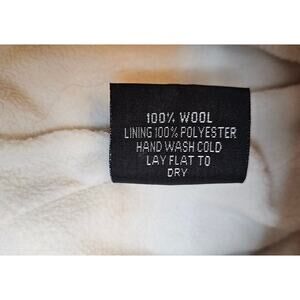 100% WOOL
LINING 100% POLYESTER
HAND WASH COLD
LAY FLAT TO
DRY